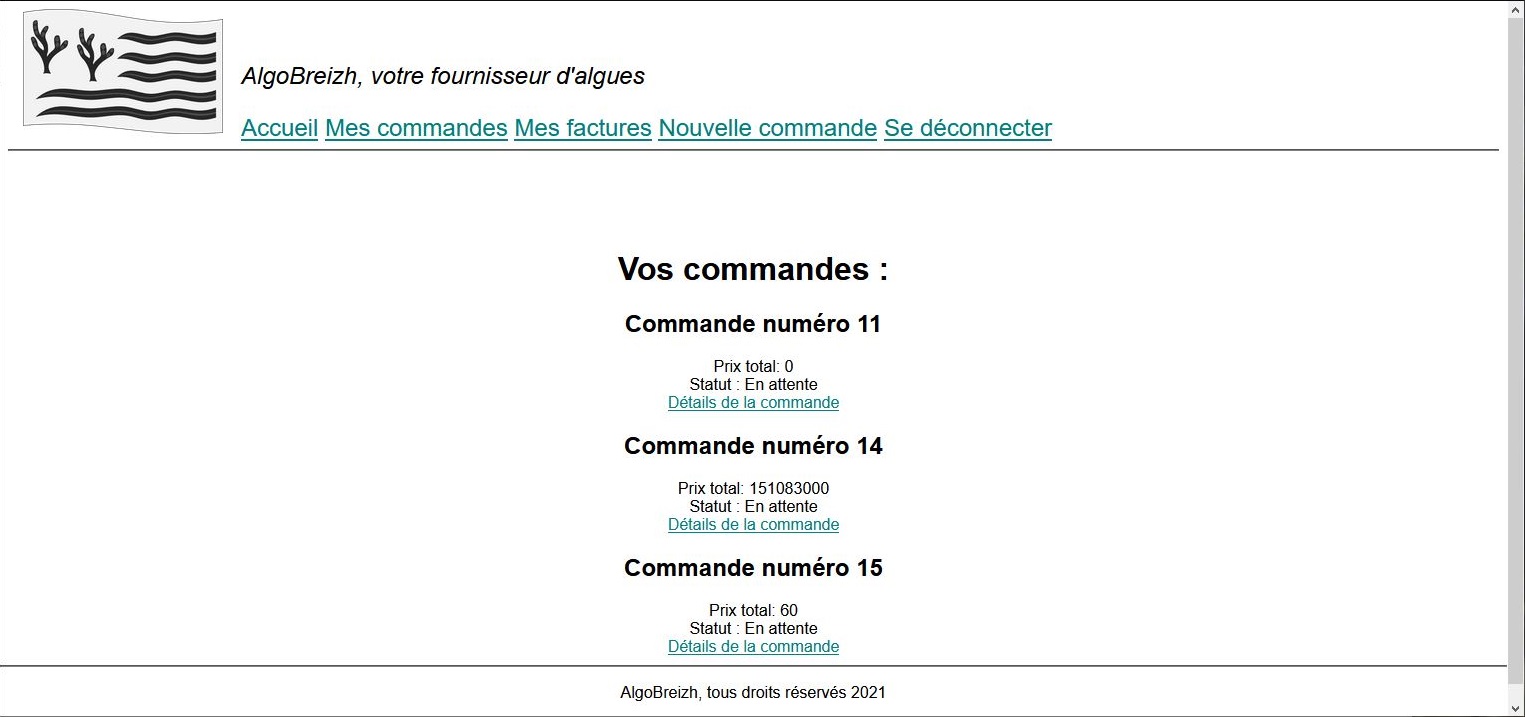 AlgoBreizh, votre fournisseur d'algues
Accueil Mes commandes Mes factures Nouvelle commande Se déconnecter
Vos commandes :
Commande numéro 11
Prix total: 0
Statut : En attente
Détails de la commande
Commande numéro 14
Prix total: 151083000
Statut : En attente
Détails de la commande
Commande numéro 15
Prix total: 60
Statut : En attente
Détails de la commande
AlgoBreizh, tous droits réservés 2021